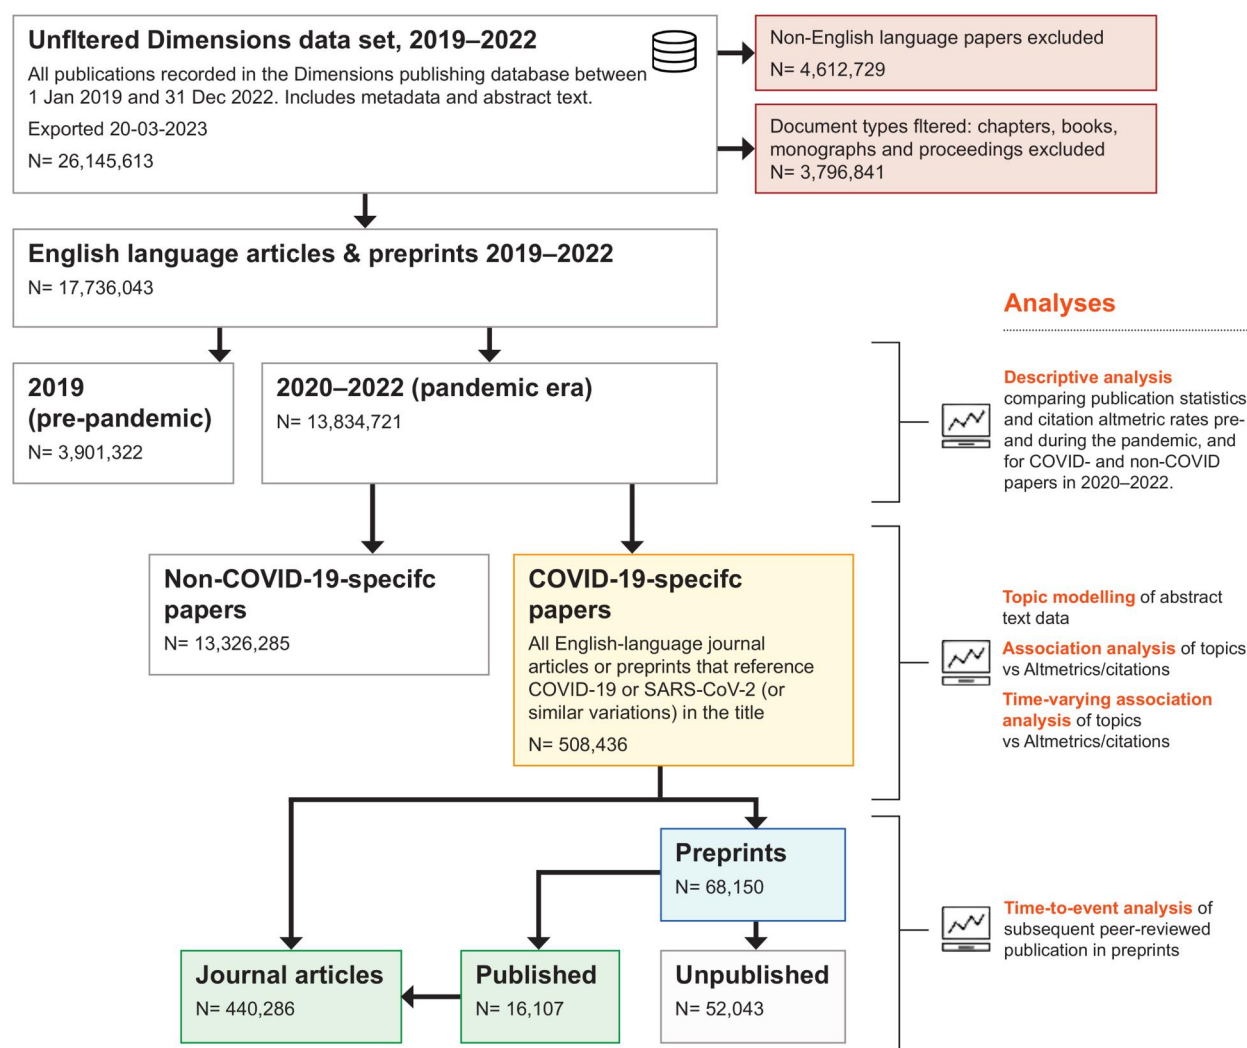 Unfltered Dimensions data set, 2019–2022
All publications recorded in the Dimensions publishing database between
1 Jan 2019 and 31 Dec 2022. Includes metadata and abstract text.
Exported 20-03-2023
N= 26,145,613
Non-English language papers excluded
N= 4,612,729
Document types fltered: chapters, books,
monographs and proceedings excluded
N= 3,796,841
English language articles & preprints 2019–2022
N= 17,736,043
2019
(pre-pandemic)
N= 3,901,322
2020–2022 (pandemic era)
N= 13,834,721
Non-COVID-19-specifc
papers
N= 13,326,285
COVID-19-specifc
papers
All English-language journal
articles or preprints that reference
COVID-19 or SARS-CoV-2 (or
similar variations) in the title
N= 508,436
Preprints
N= 68,150
Journal articles
N= 440,286
Published
N= 16,107
Unpublished
N= 52,043
Analyses
Descriptive analysis
comparing publication statistics
and citation altmetric rates pre-
and during the pandemic, and
for COVID- and non-COVID
papers in 2020–2022.
Topic modelling of abstract
text data
Association analysis of topics
vs Altmetrics/citations
Time-varying association
analysis of topics
vs Altmetrics/citations
Time-to-event analysis of
subsequent peer-reviewed
publication in preprints